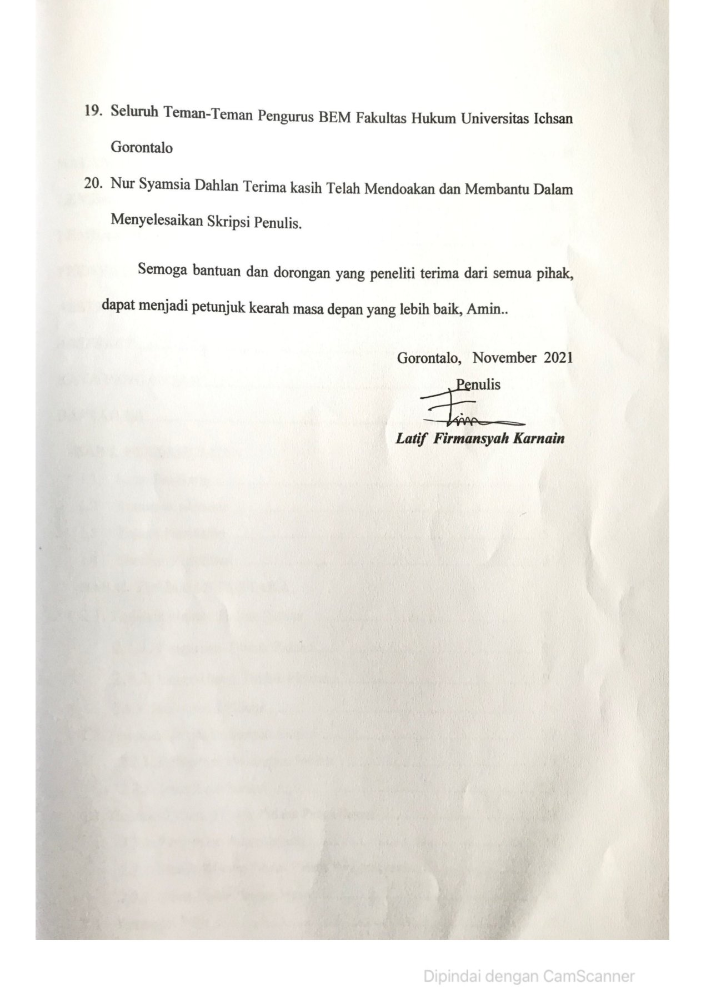 19. Seluruh Teman-Teman Pengurus BEM Fakultas Hukum Universitas Ichsan
Gorontalo
20. Nur Syamsia Dahlan Terima kasih Telah Mendoakan dan Membantu Dalam
Menyelesaikan Skripsi Penulis.
Semoga bantuan dan dorongan yang peneliti terima dari semua pihak,
dapat menjadi petunjuk kearah masa depan yang lebih baik, Amin..
Gorontalo, November 2021
Penulis
Latif Firmansyah Karnain
Dipindai dengan CamScanner